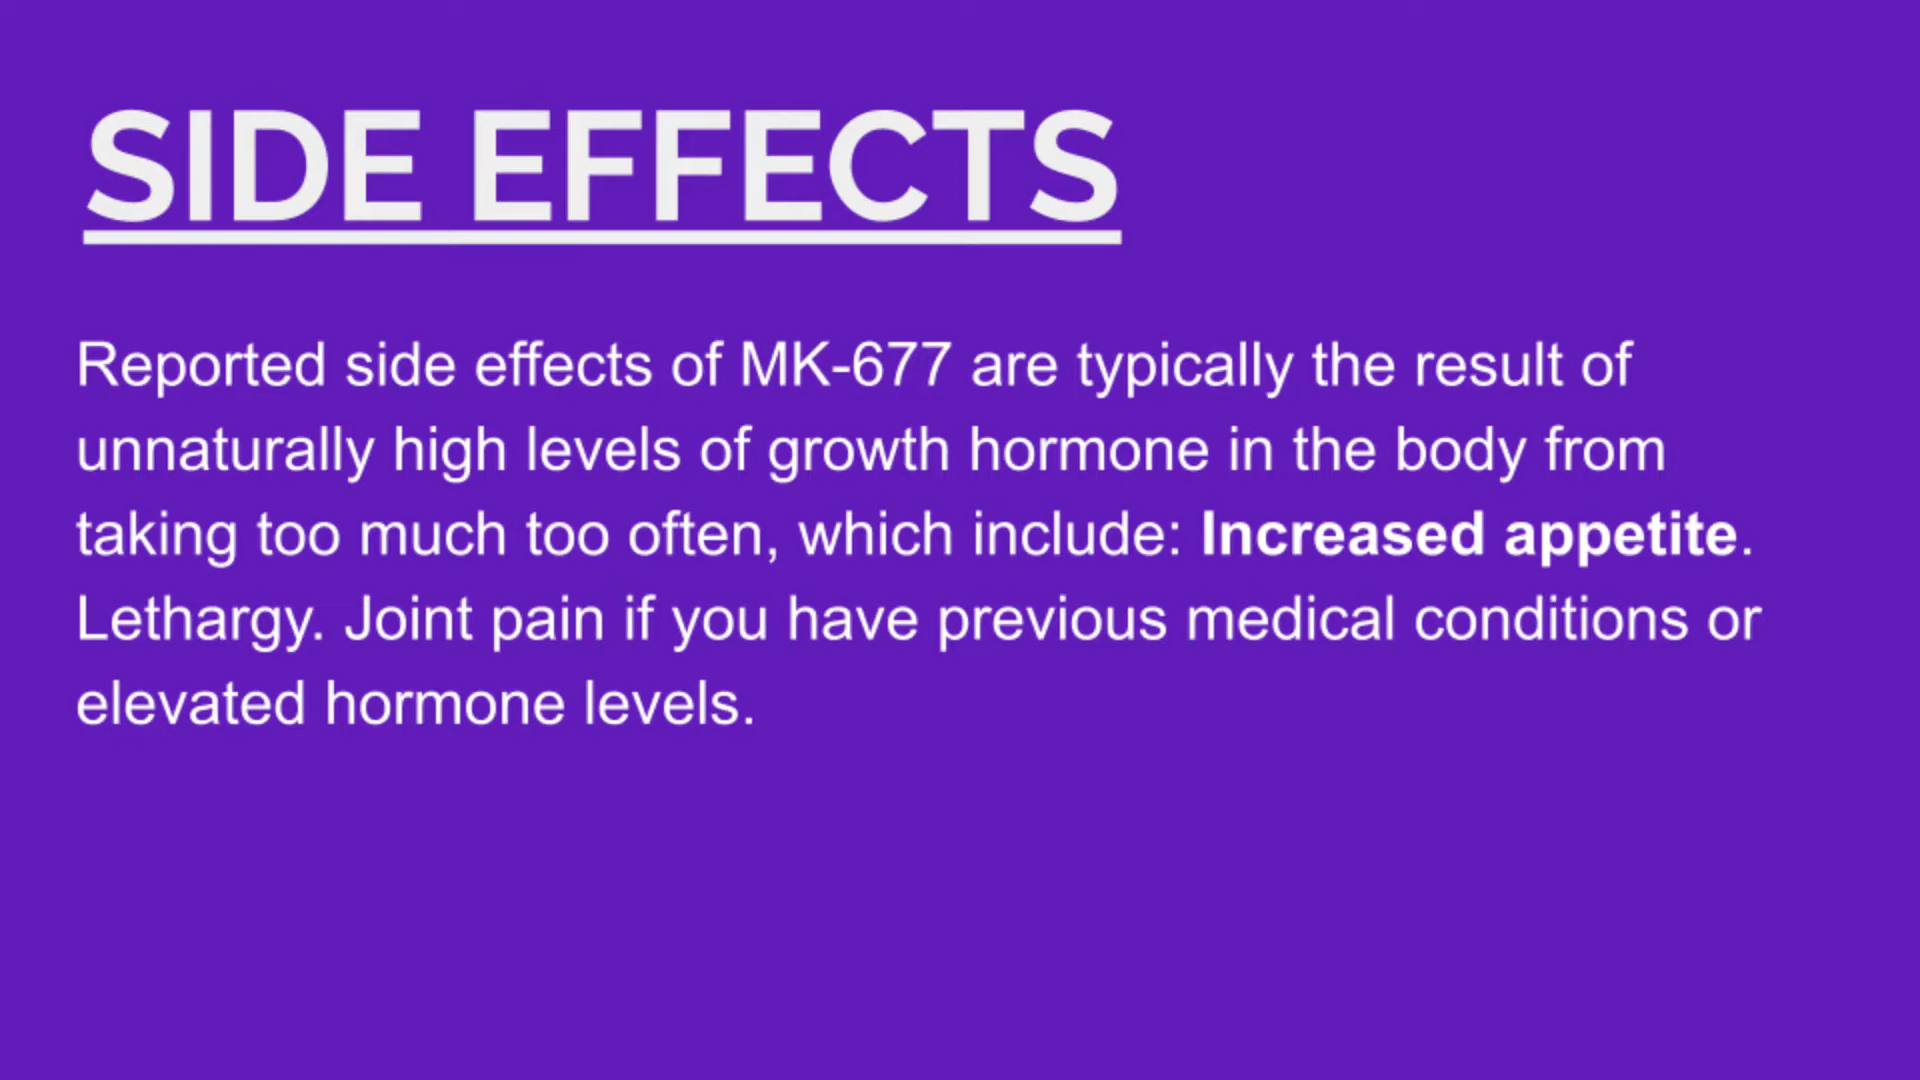 SIDE EFFECTS
Reported side effects of MK-677 are typically the result of
unnaturally high levels of growth hormone in the body from
taking too much too often, which include: Increased appetite.
Lethargy. Joint pain if you have previous medical conditions or
elevated hormone levels.